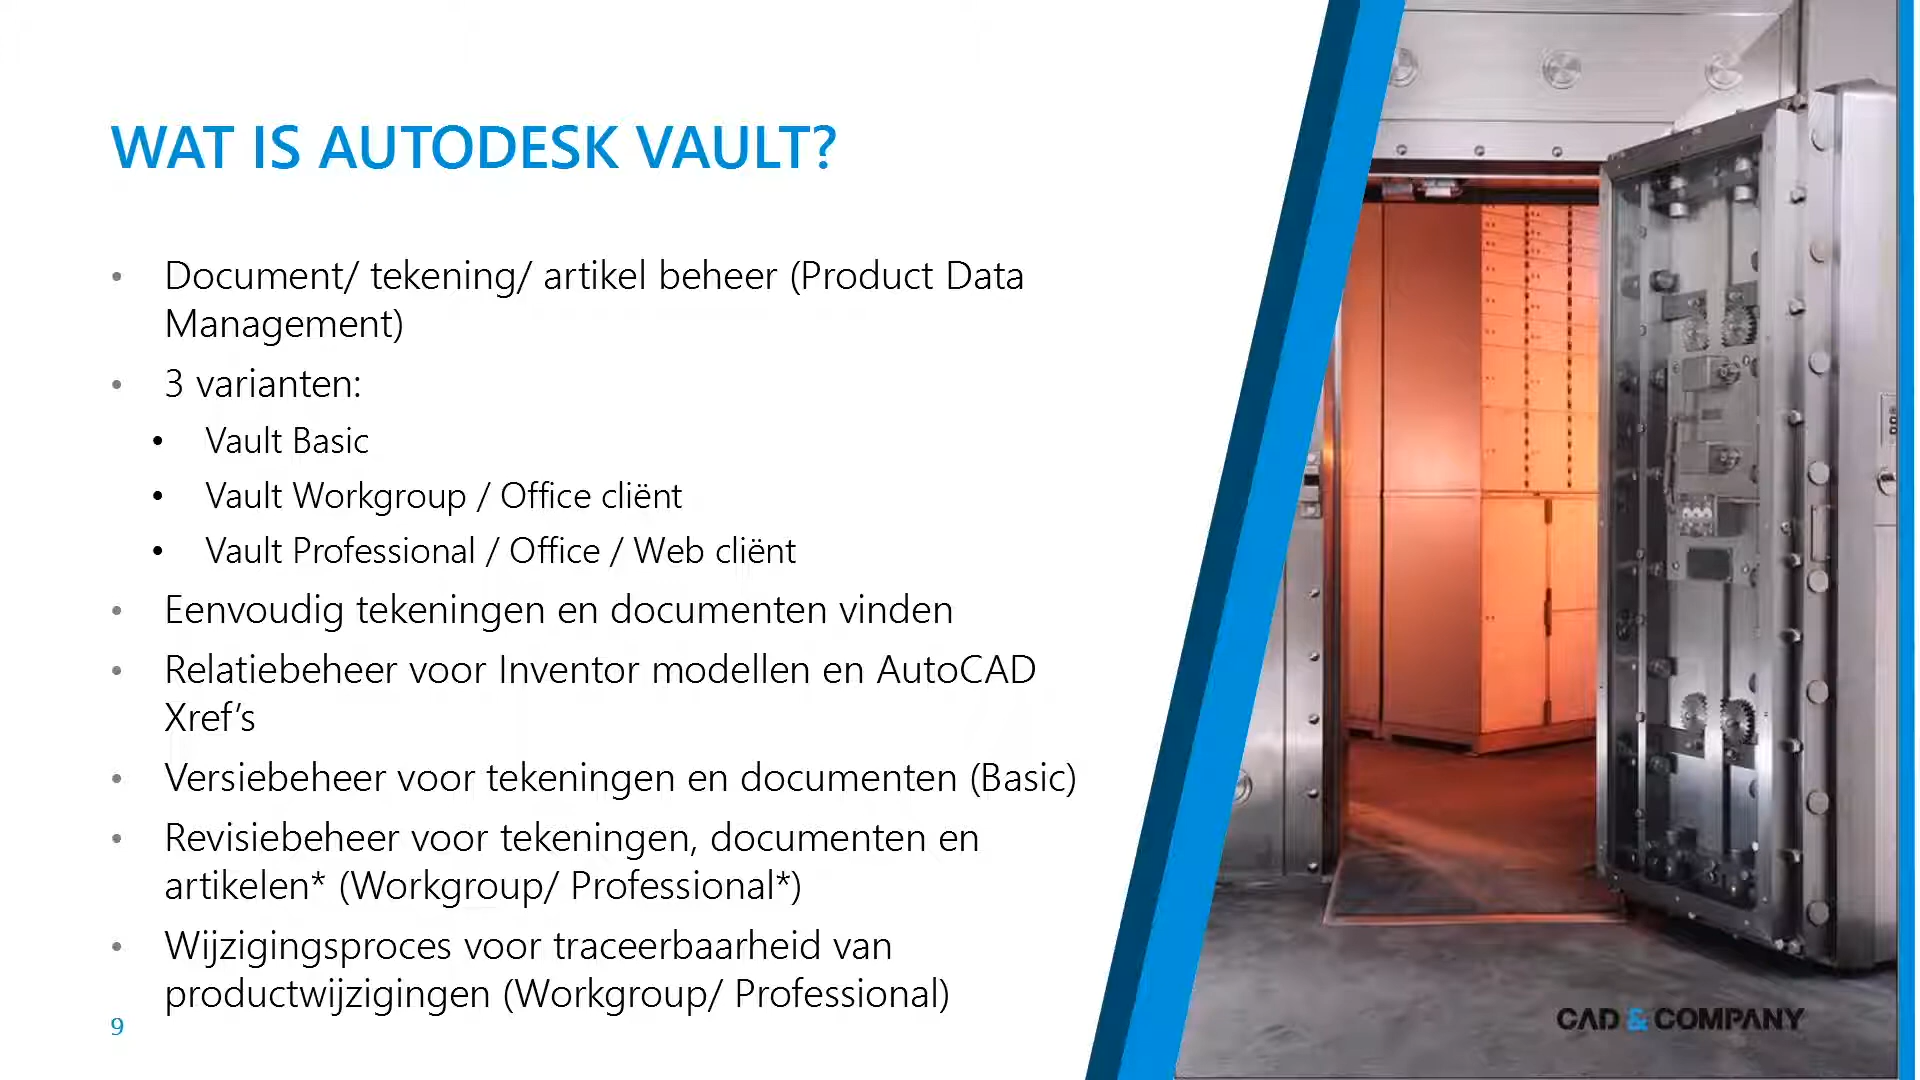 WAT IS AUTODESK VAULT?
• Document/ tekening/ artikel beheer (Product Data
Management)
• 3 varianten:
• Vault Basic
• Vault Workgroup / Office cliënt
• Vault Professional / Office / Web cliënt
• Eenvoudig tekeningen en documenten vinden
• Relatiebeheer voor Inventor modellen en AutoCAD
Xref’s
• Versiebeheer voor tekeningen en documenten (Basic)
• Revisiebeheer voor tekeningen, documenten en
artikelen* (Workgroup/ Professional*)
• Wijzigingsproces voor traceerbaarheid van
productwijzigingen (Workgroup/ Professional)
9
CAD & COMPANY